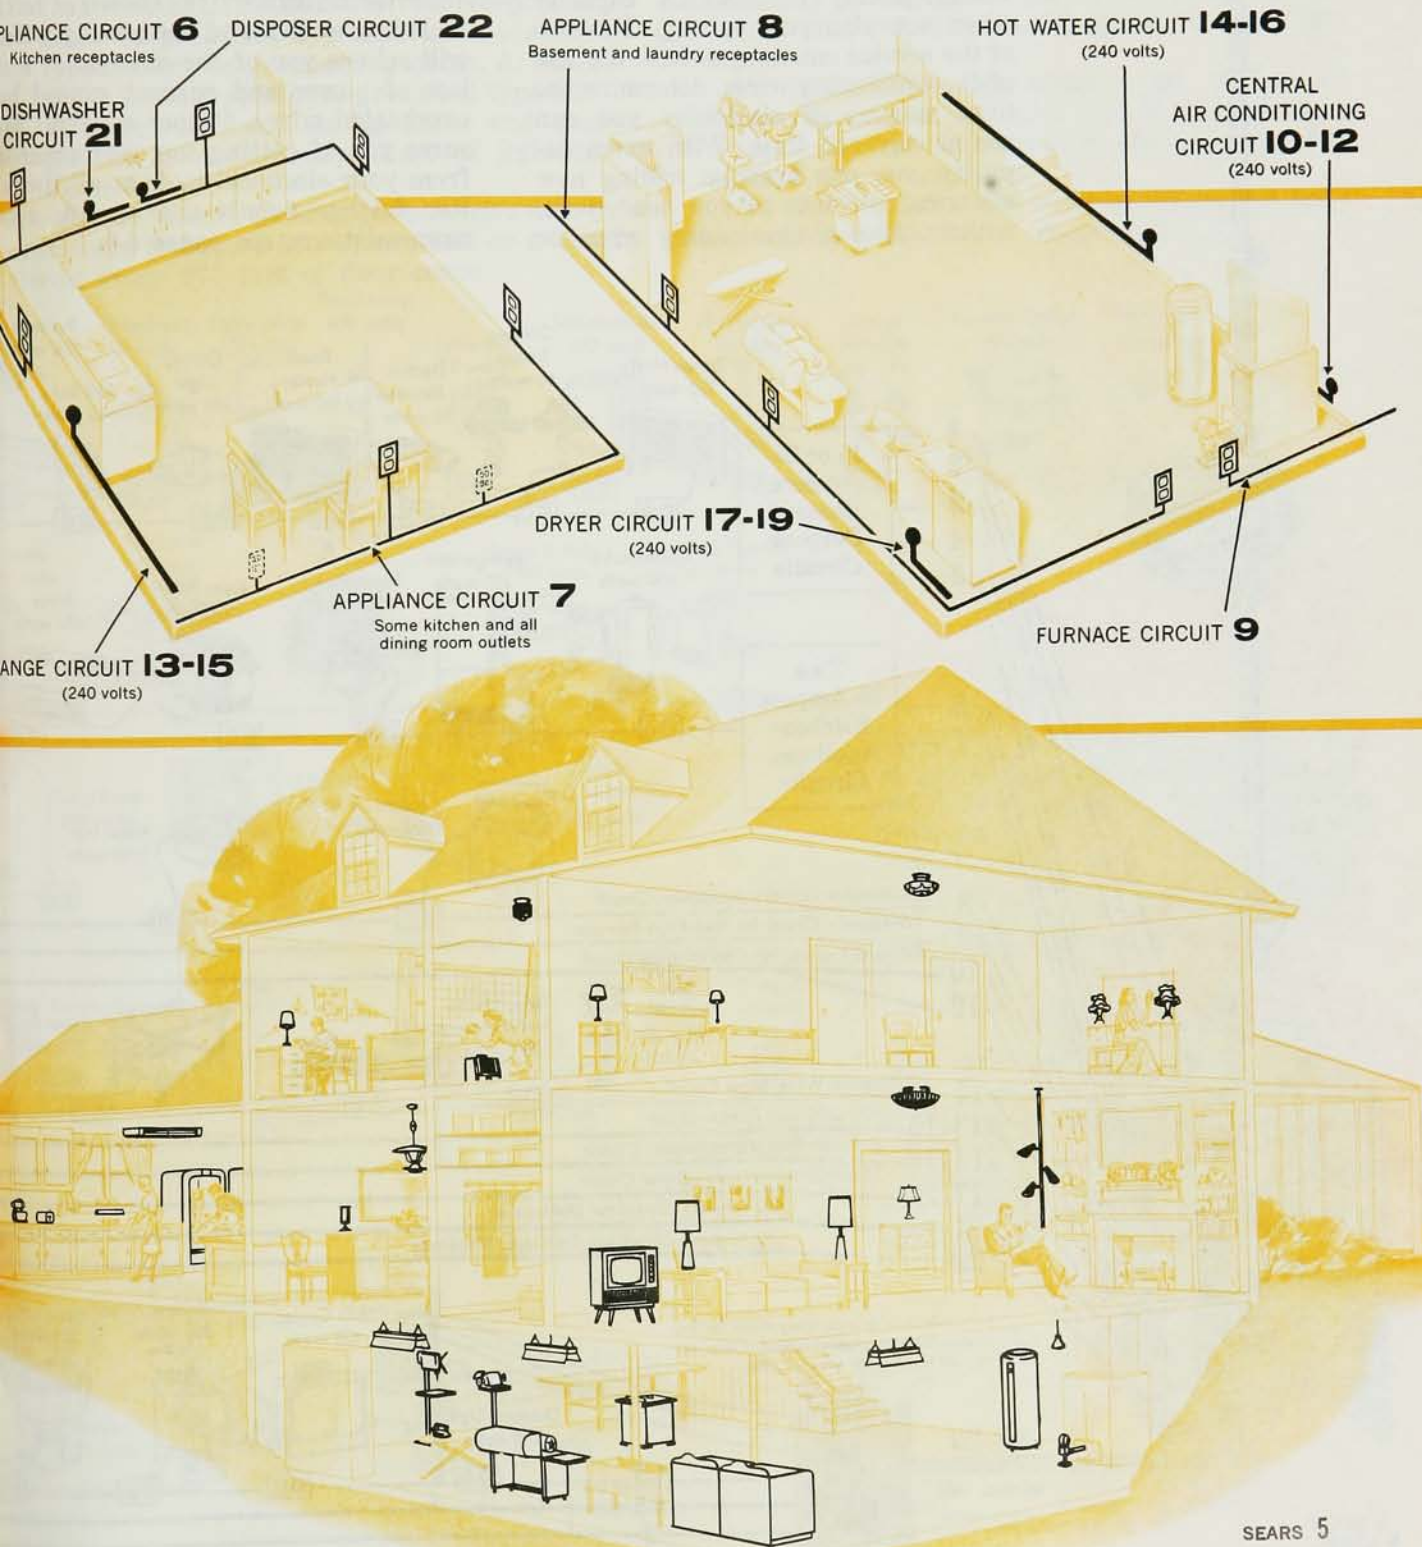 PLIANCE CIRCUIT 6
Kitchen receptacles
DISPOSER CIRCUIT 22
APPLIANCE CIRCUIT 8
Basement and laundry receptacles
HOT WATER CIRCUIT 14-16
(240 volts)
DISHWASHER
CIRCUIT 21
CENTRAL
AIR CONDITIONING
CIRCUIT 10-12
(240 volts)
DRYER CIRCUIT 17-19
(240 volts)
APPLIANCE CIRCUIT 7
Some kitchen and all
dining room outlets
FURNACE CIRCUIT 9
ANGE CIRCUIT 13-15
(240 volts)
SEARS 5